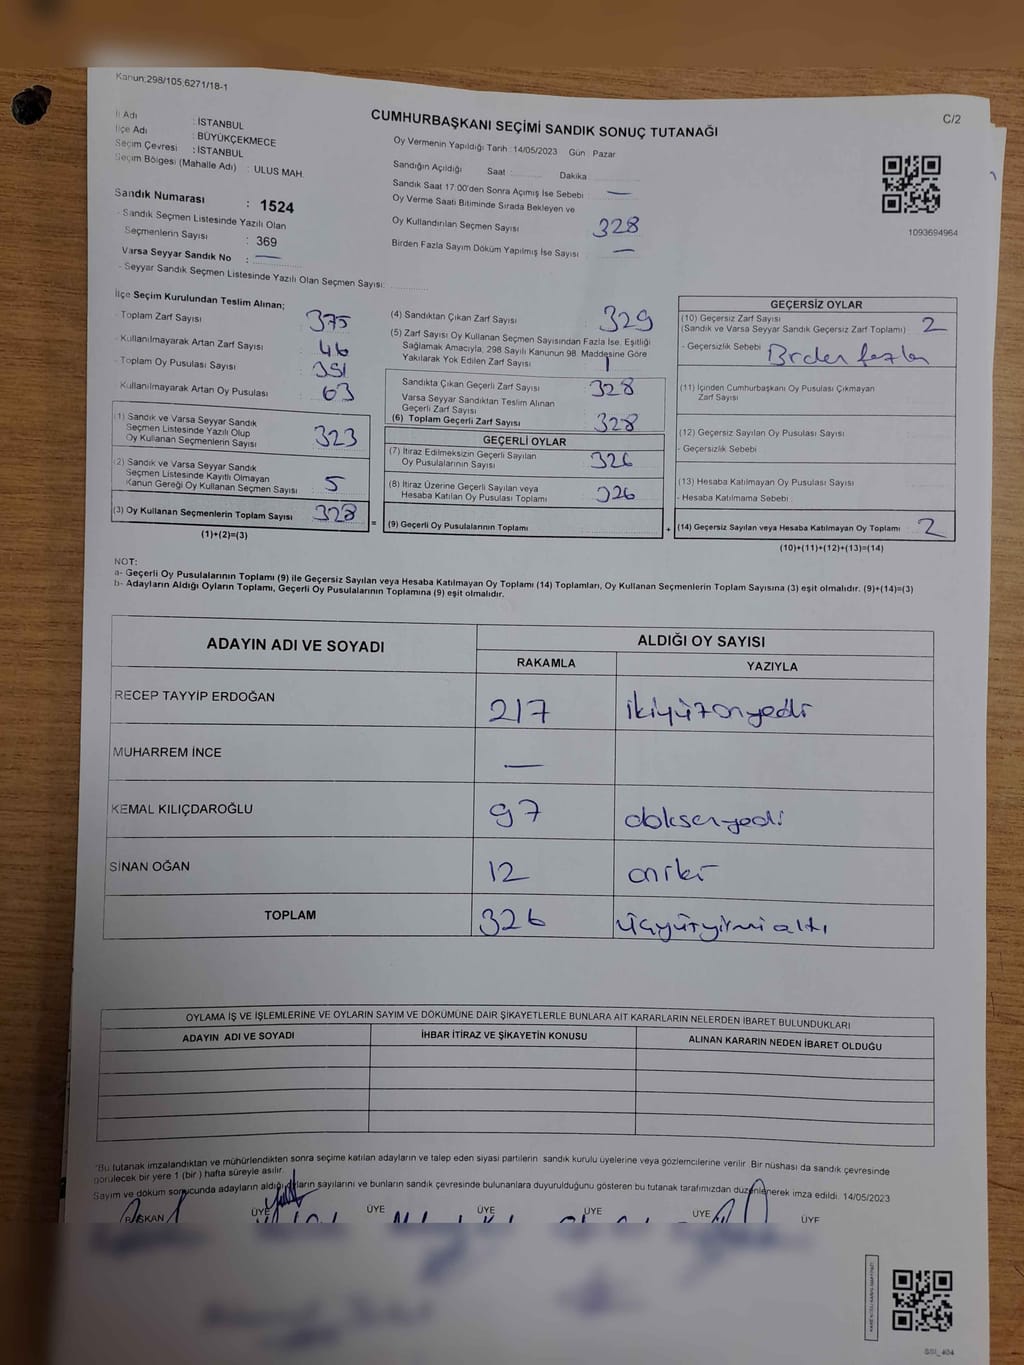 Kanun:298/105,6271/18-1
C/2
CUMHURBAŞKANI SEÇİMİ SANDIK SONUÇ TUTANAĞI
İl Adı : İSTANBUL
İlçe Adı : BÜYÜKÇEKMECE
Seçim Çevresi : İSTANBUL
Seçim Bölgesi (Mahalle Adı) : ULUS MAH.
Sandık Numarası : 1524
- Sandık Seçmen Listesinde Yazılı Olan
Seçmenlerin Sayısı : 369
Varsa Seyyar Sandık No : —
- Seyyar Sandık Seçmen Listesinde Yazılı Olan Seçmen Sayısı:
Oy Vermenin Yapıldığı Tarih :14/05/2023 Gün Pazar
Sandığın Açıldığı Saat Dakika
Sandık Saat 17.00'den Sonra Açımış İse Sebebi : —
Oy Verme Saati Bitiminde Sırada Bekleyen ve
Oy Kullandırılan Seçmen Sayısı : 328
Birden Fazla Sayım Döküm Yapılmış İse Sayısı : —
1093694964
İlçe Seçim Kurulundan Teslim Alınan;
- Toplam Zarf Sayısı 375
- Kullanılmayarak Artan Zarf Sayısı : 46
- Toplam Oy Pusulası Sayısı : 391
- Kullanılmayarak Artan Oy Pusulası : 63
(1) Sandık ve Varsa Seyyar Sandık
Seçmen Listesinde Yazılı Olup
Oy Kullanan Seçmenlerin Sayısı 323
(2) Sandık ve Varsa Seyyar Sandık
Seçmen Listesinde Kayıtlı Olmayan
Kanun Gereği Oy Kullanan Seçmen Sayısı 5
(3) Oy Kullanan Seçmenlerin Toplam Sayısı 328
(1)+(2)=(3)
(4) Sandıktan Çıkan Zarf Sayısı : 329
(5) Zarf Sayısı Oy Kullanan Seçmen Sayısından Fazla İse, Eşitliği
Sağlamak Amacıyla, 298 Sayılı Kanunun 98. Maddesine Göre
Yakılarak Yok Edilen Zarf Sayısı : 1
Sandıkta Çıkan Geçerli Zarf Sayısı : 328
Varsa Seyyar Sandıktan Teslim Alınan
Geçerli Zarf Sayısı
(6) Toplam Geçerli Zarf Sayısı 328
GEÇERLİ OYLAR
(7) İtiraz Edilmeksizin Geçerli Sayılan
Oy Pusulalarının Sayısı 326
(8) İtiraz Üzerine Geçerli Sayılan veya
Hesaba Katılan Oy Pusulası Toplamı 326
= (9) Geçerli Oy Pusulalarının Toplamı +
GEÇERSİZ OYLAR
(10) Geçersiz Zarf Sayısı
(Sandık ve Varsa Seyyar Sandık Geçersiz Zarf Toplamı) : 2
- Geçersizlik Sebebi : Birden fazla
(11) İçinden Cumhurbaşkanı Oy Pusulası Çıkmayan
Zarf Sayısı
(12) Geçersiz Sayılan Oy Pusulası Sayısı :
- Geçersizlik Sebebi
(13) Hesaba Katılmayan Oy Pusulası Sayısı :
- Hesaba Katılmama Sebebi :
(14) Geçersiz Sayılan veya Hesaba Katılmayan Oy Toplamı : 2
(10)+(11)+(12)+(13)=(14)
NOT:
a- Geçerli Oy Pusulalarının Toplamı (9) ile Geçersiz Sayılan veya Hesaba Katılmayan Oy Toplamı (14) Toplamları, Oy Kullanan Seçmenlerin Toplam Sayısına (3) eşit olmalıdır. (9)+(14)=(3)
b- Adayların Aldığı Oyların Toplamı, Geçerli Oy Pusulalarının Toplamına (9) eşit olmalıdır.
ADAYIN ADI VE SOYADI ALDIĞI OY SAYISI
RAKAMLA YAZIYLA
RECEP TAYYİP ERDOĞAN 217 ikiyüzonyedi
MUHARREM İNCE —
KEMAL KILIÇDAROĞLU 97 doksanyedi
SİNAN OĞAN 12 oniki
TOPLAM 326 üçyüzyirmialtı
OYLAMA İŞ VE İŞLEMLERİNE VE OYLARIN SAYIM VE DÖKÜMÜNE DAİR ŞİKAYETLERLE BUNLARA AİT KARARLARIN NELERDEN İBARET BULUNDUKLARI
ADAYIN ADI VE SOYADI İHBAR İTİRAZ VE ŞİKAYETİN KONUSU ALINAN KARARIN NEDEN İBARET OLDUĞU
*Bu tutanak imzalandıktan ve mühürlendikten sonra seçime katılan adayların ve talep eden siyasi partilerin sandık kurulu üyelerine veya gözlemcilerine verilir. Bir nüshası da sandık çevresinde
görülecek bir yere 1 (bir) hafta süreyle asılır.
Sayım ve döküm sonucunda adayların aldığı oyların sayılarını ve bunların sandık çevresinde bulunanlara duyurulduğunu gösteren bu tutanak tarafımızdan düzenlenerek imza edildi. 14/05/2023
BAŞKAN ÜYE ÜYE ÜYE ÜYE ÜYE ÜYE
SSI_404